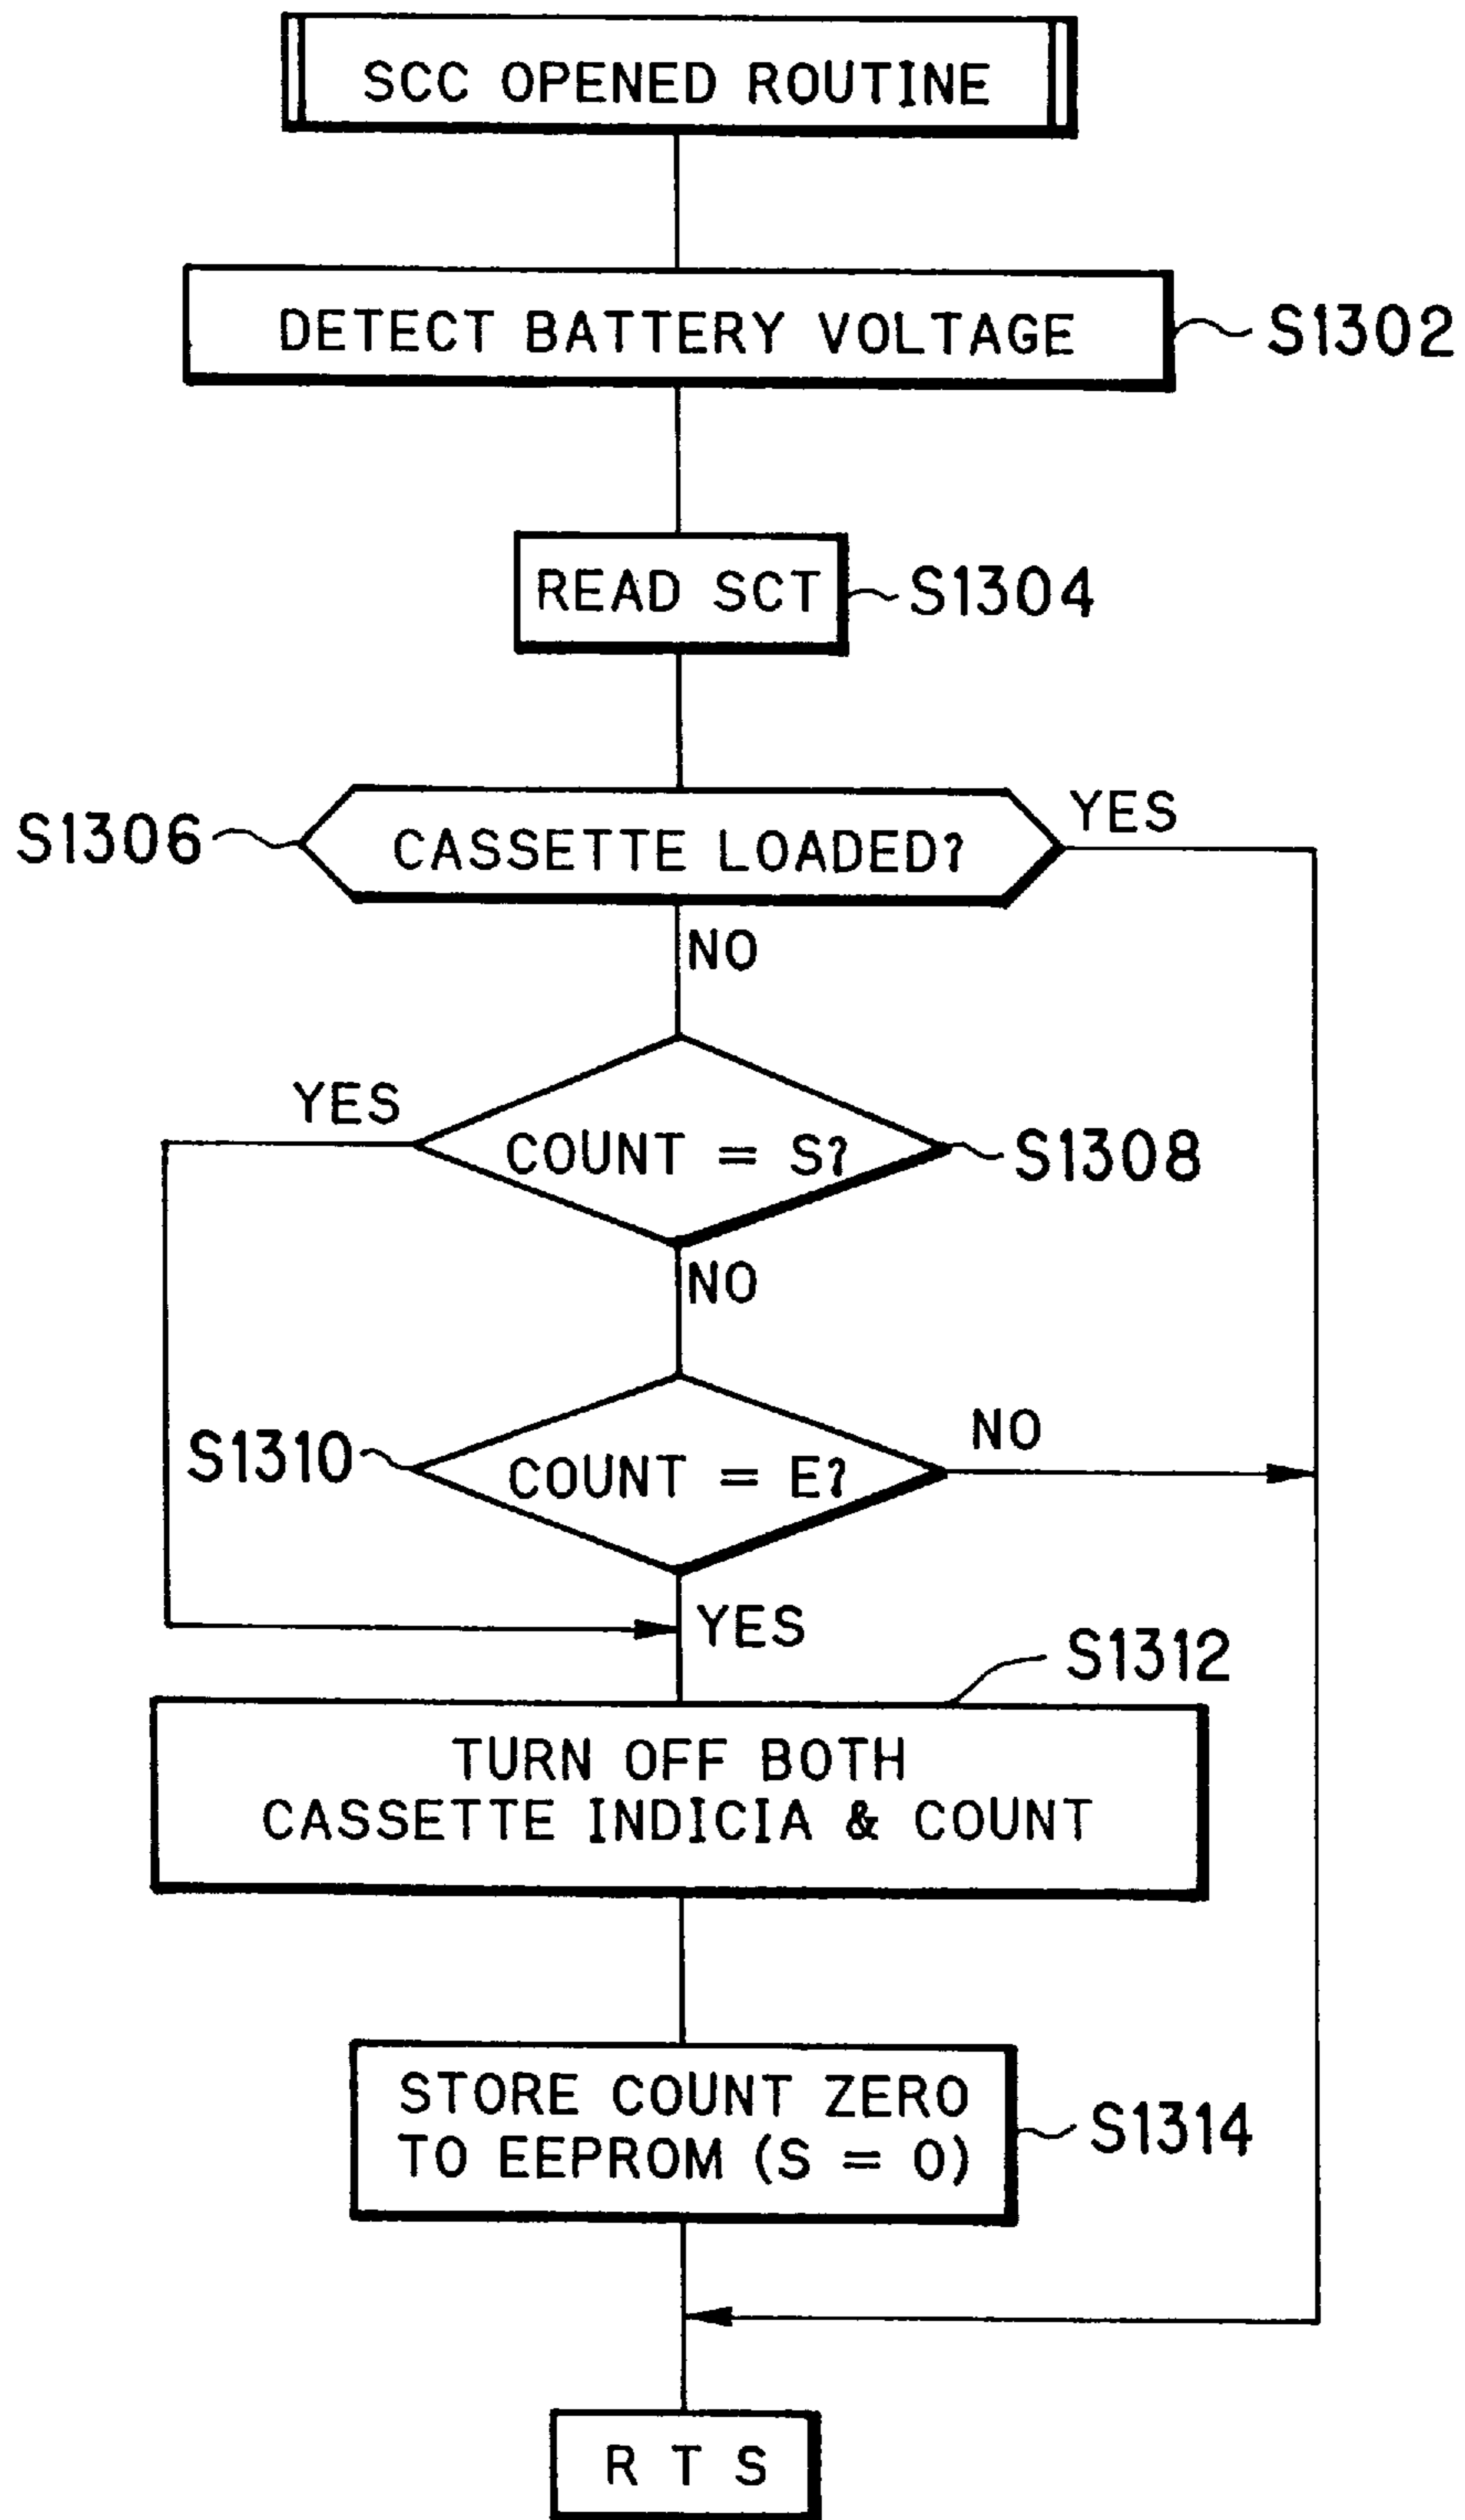 SCC OPENED ROUTINE
DETECT BATTERY VOLTAGE
S1302
READ SCT
S1304
S1306
CASSETTE LOADED?
YES
NO
YES
COUNT = S?
S1308
NO
S1310
COUNT = E?
NO
YES
S1312
TURN OFF BOTH
CASSETTE INDICIA & COUNT
STORE COUNT ZERO
TO EEPROM (S = 0)
S1314
R T S